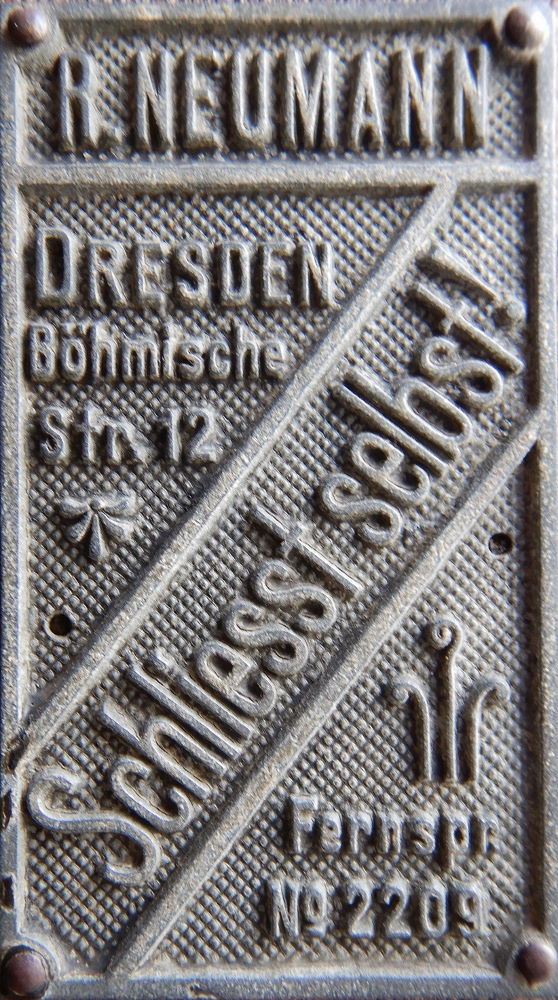 R. NEUMANN
DRESDEN
Böhmische
Str. 12
Schliesst selbst!
Fernspr.
No 2209